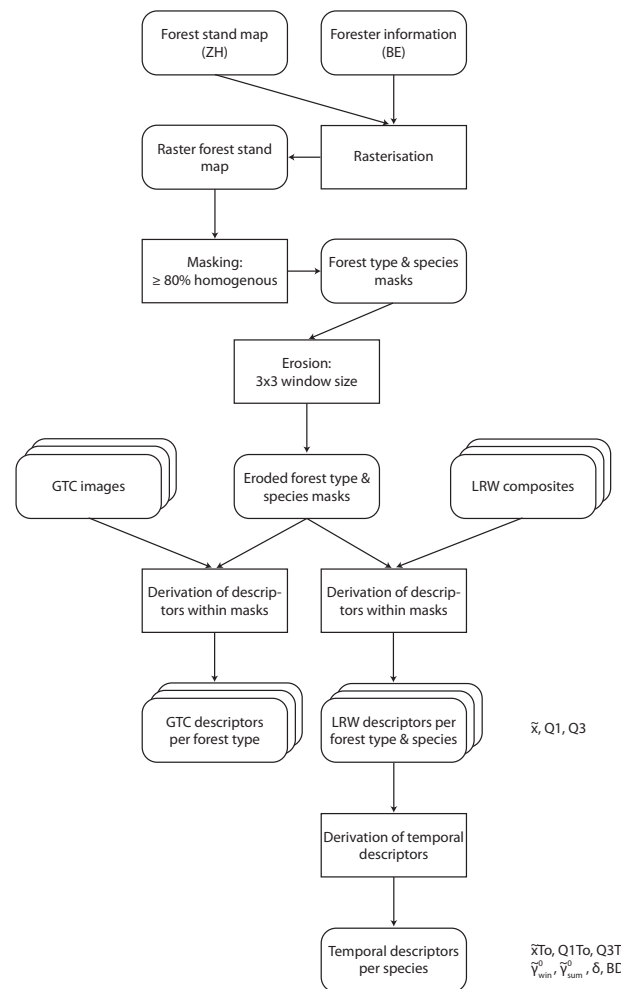 Forest stand map
(ZH)
Forester information
(BE)
Raster forest stand
map
Rasterisation
Masking:
≥ 80% homogenous
Forest type & species
masks
Erosion:
3x3 window size
GTC images
Eroded forest type &
species masks
LRW composites
Derivation of descrip-
tors within masks
Derivation of descrip-
tors within masks
GTC descriptors
per forest type
LRW descriptors per
forest type & species
x̃, Q1, Q3
Derivation of temporal
descriptors
Temporal descriptors
per species
x̃To, Q1To, Q3T
γ̃⁰win, γ̃⁰sum, δ, BD